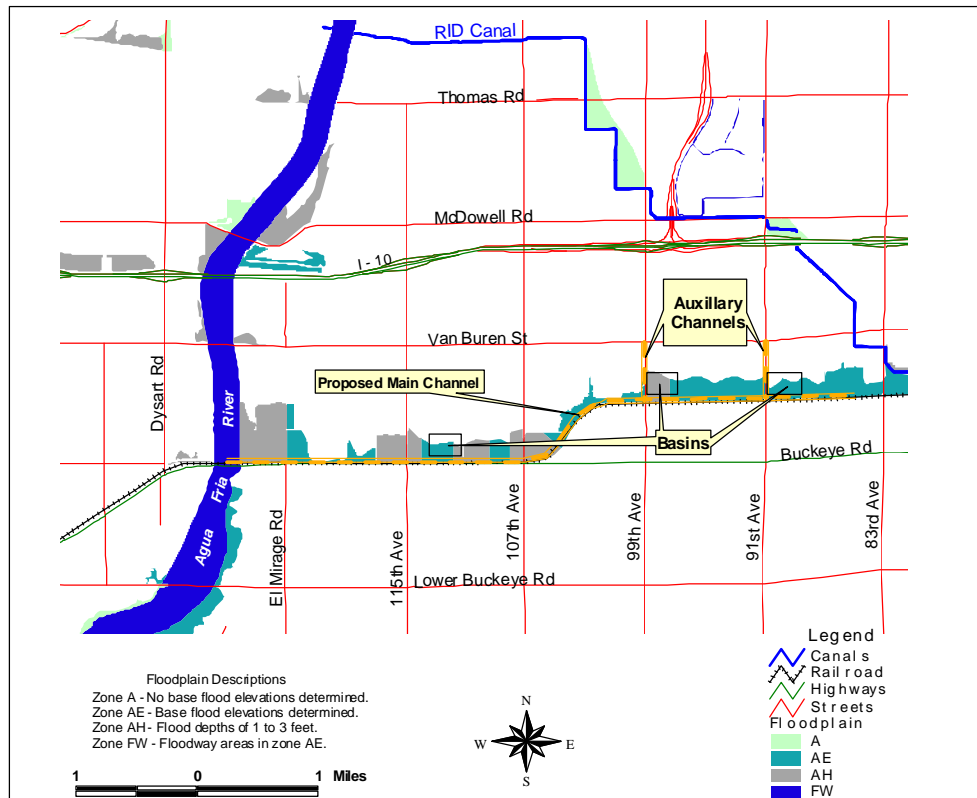 RID Canal
Thomas Rd
McDowell Rd
I - 10
Auxillary
Channels
Van Buren St
Proposed Main Channel
Dysart Rd
River
Basins
Buckeye Rd
Fria
Agua
El Mirage Rd
115th Ave
107th Ave
99th Ave
91st Ave
83rd Ave
Lower Buckeye Rd
Legend
Canals
Railroad
Highways
Streets
Floodplain
A
AE
AH
FW
Floodplain Descriptions
Zone A - No base flood elevations determined.
Zone AE - Base flood elevations determined.
Zone AH - Flood depths of 1 to 3 feet.
Zone FW - Floodway areas in zone AE.
N
W
E
S
1 0 1 Miles